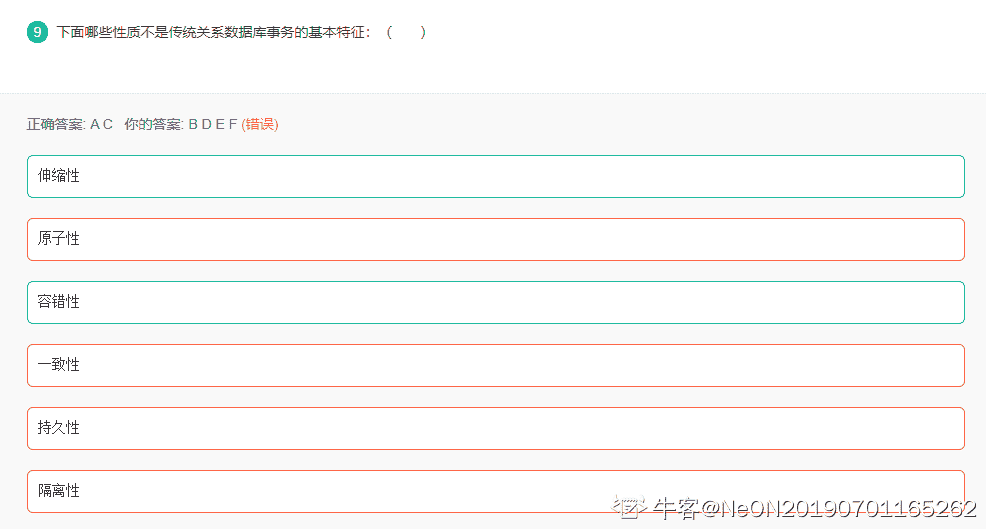 9 下面哪些性质不是传统关系数据库事务的基本特征：（ ）
正确答案: A C 你的答案: B D E F (错误)
伸缩性
原子性
容错性
一致性
持久性
隔离性
牛客@NeON20190701165262